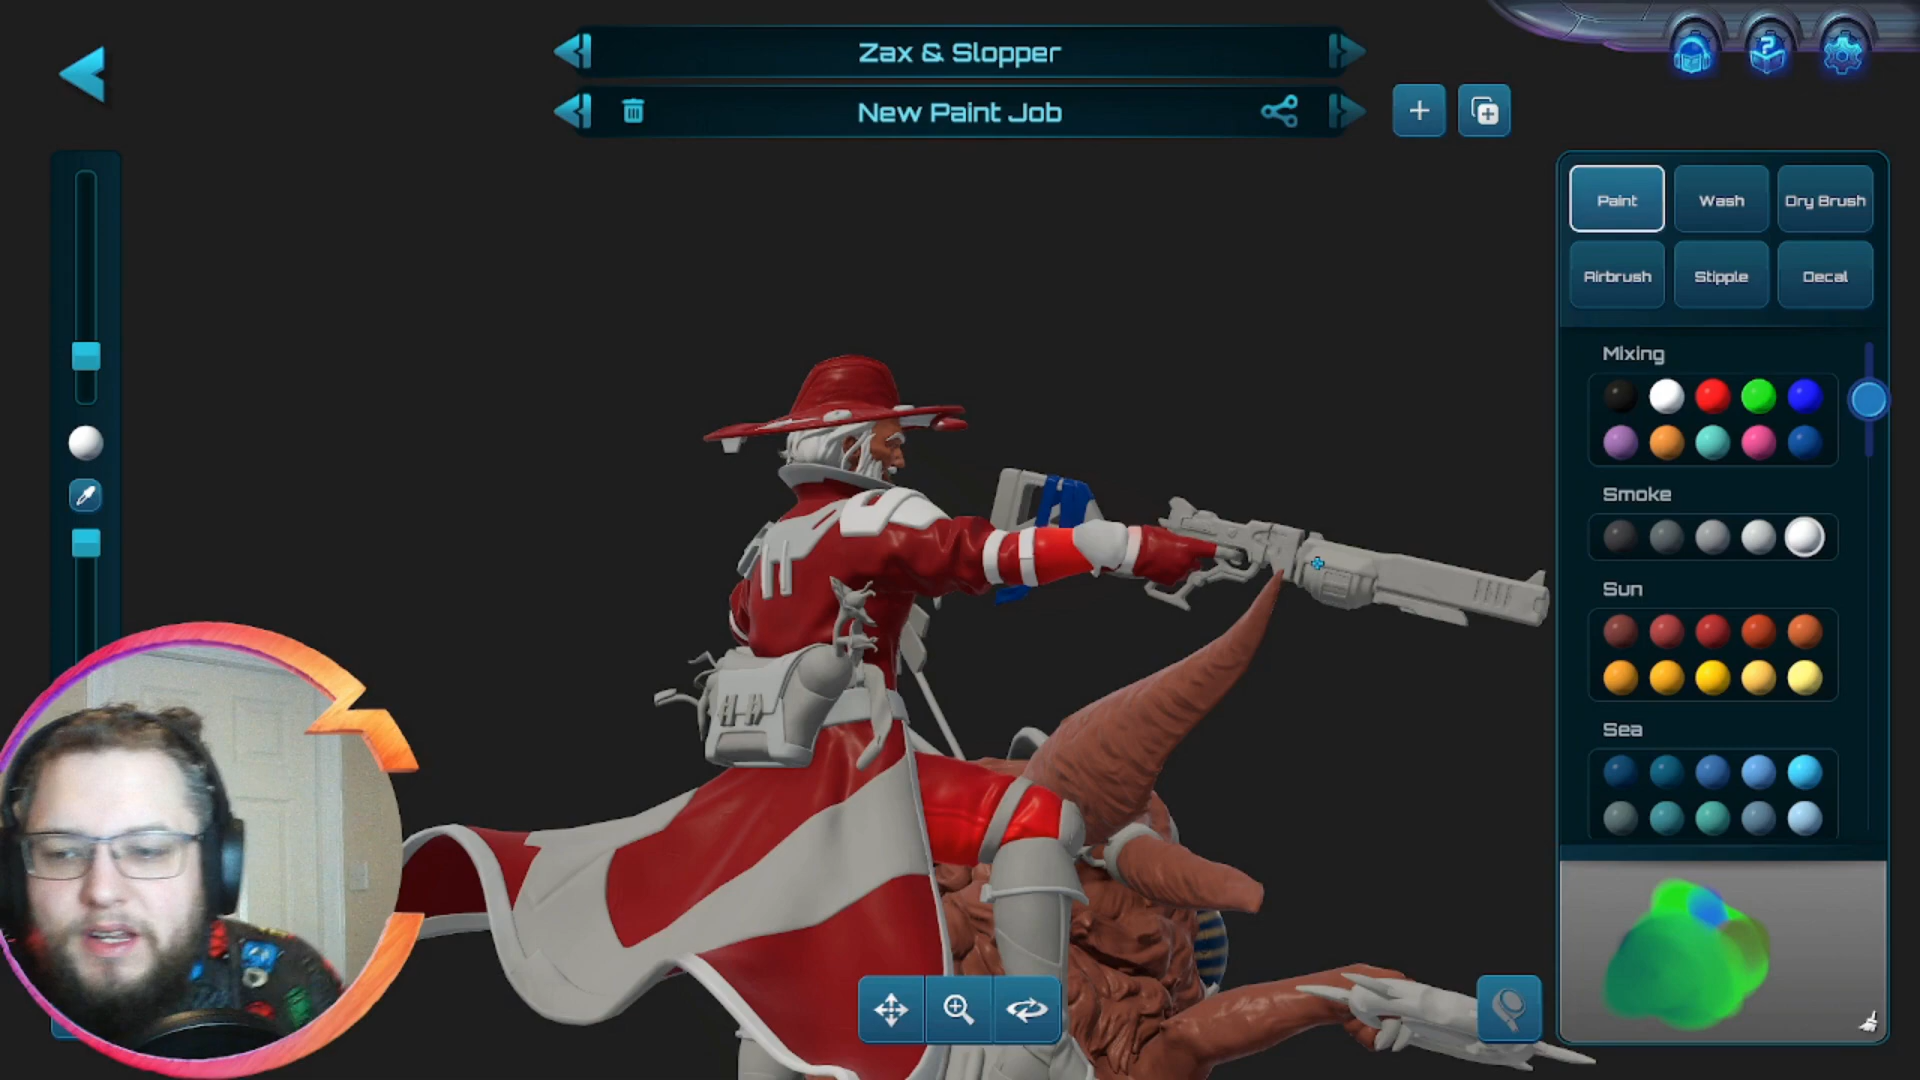 Zax & Slopper
New Paint Job
Paint
Wash
Dry Brush
Airbrush
Stipple
Decal
Mixing
Smoke
Sun
Sea